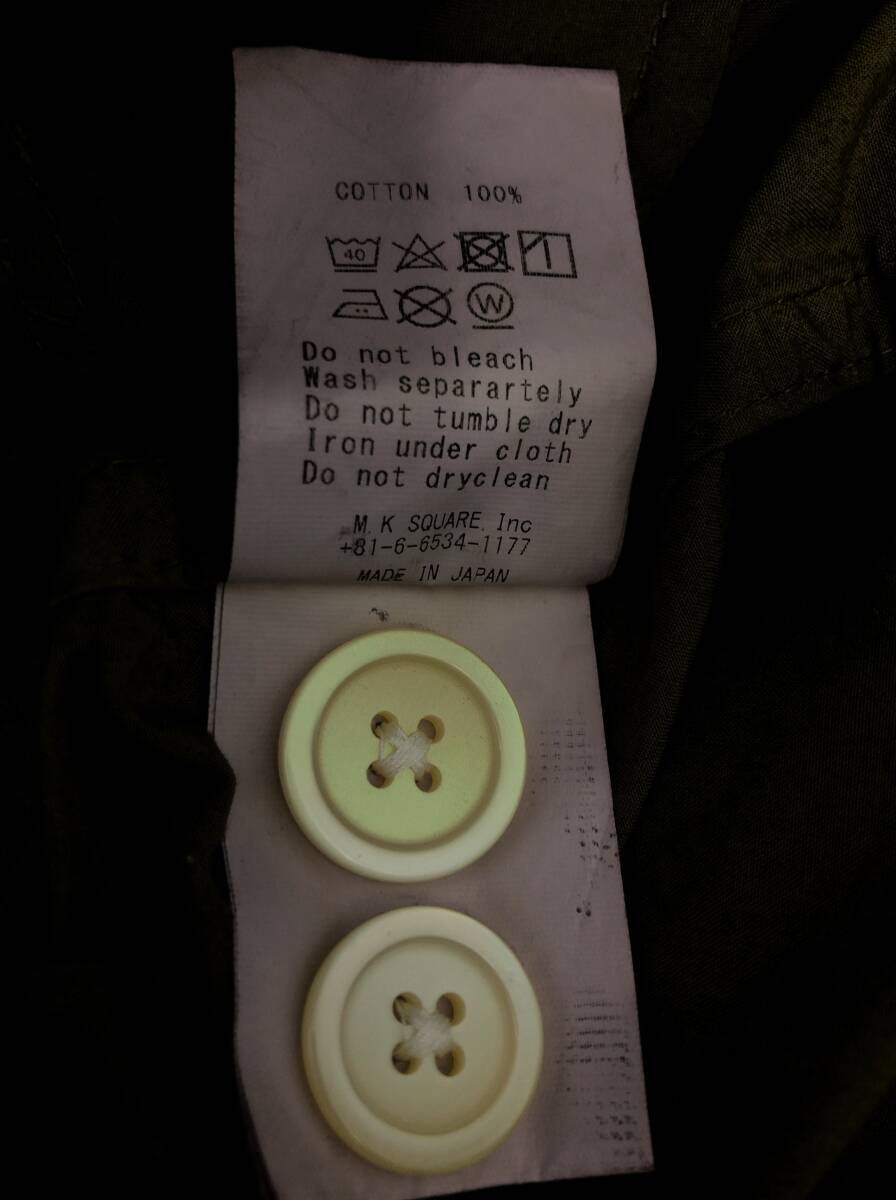 COTTON 100%
40
W
Do not bleach
Wash separartely
Do not tumble dry
Iron under cloth
Do not dryclean
M.K SQUARE, Inc
+81-6-6534-1177
MADE IN JAPAN